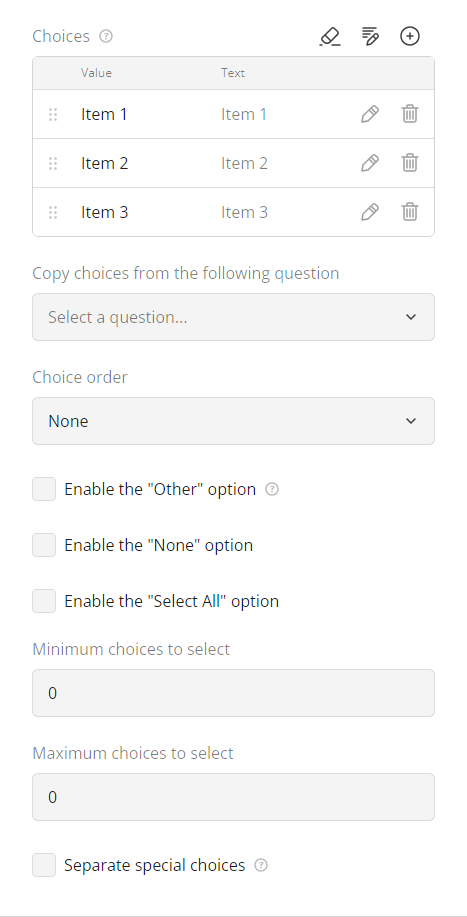 Choices
Value Text
Item 1 Item 1
Item 2 Item 2
Item 3 Item 3
Copy choices from the following question
Select a question...
Choice order
None
Enable the "Other" option
Enable the "None" option
Enable the "Select All" option
Minimum choices to select
0
Maximum choices to select
0
Separate special choices